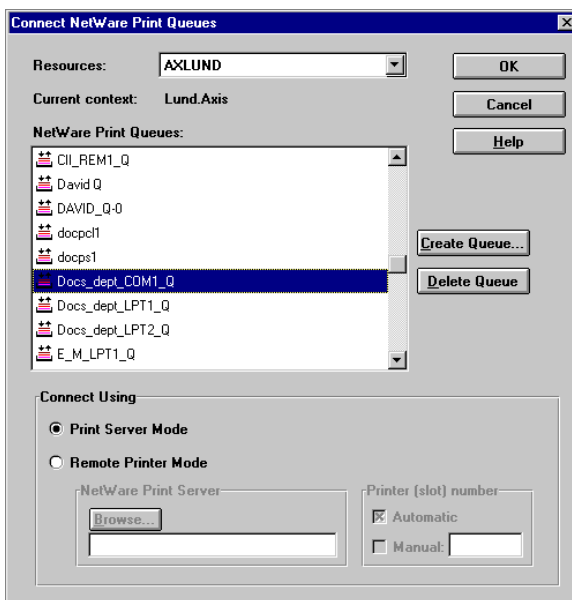 Connect NetWare Print Queues
Resources: AXLUND OK
Current context: Lund.Axis Cancel
NetWare Print Queues: Help
CII_REM1_Q
David Q
DAVID_Q-0
docpcl1
docps1
Docs_dept_COM1_Q
Docs_dept_LPT1_Q
Docs_dept_LPT2_Q
E_M_LPT1_Q
Create Queue...
Delete Queue
Connect Using
Print Server Mode
Remote Printer Mode
NetWare Print Server Printer (slot) number
Browse... Automatic
Manual: